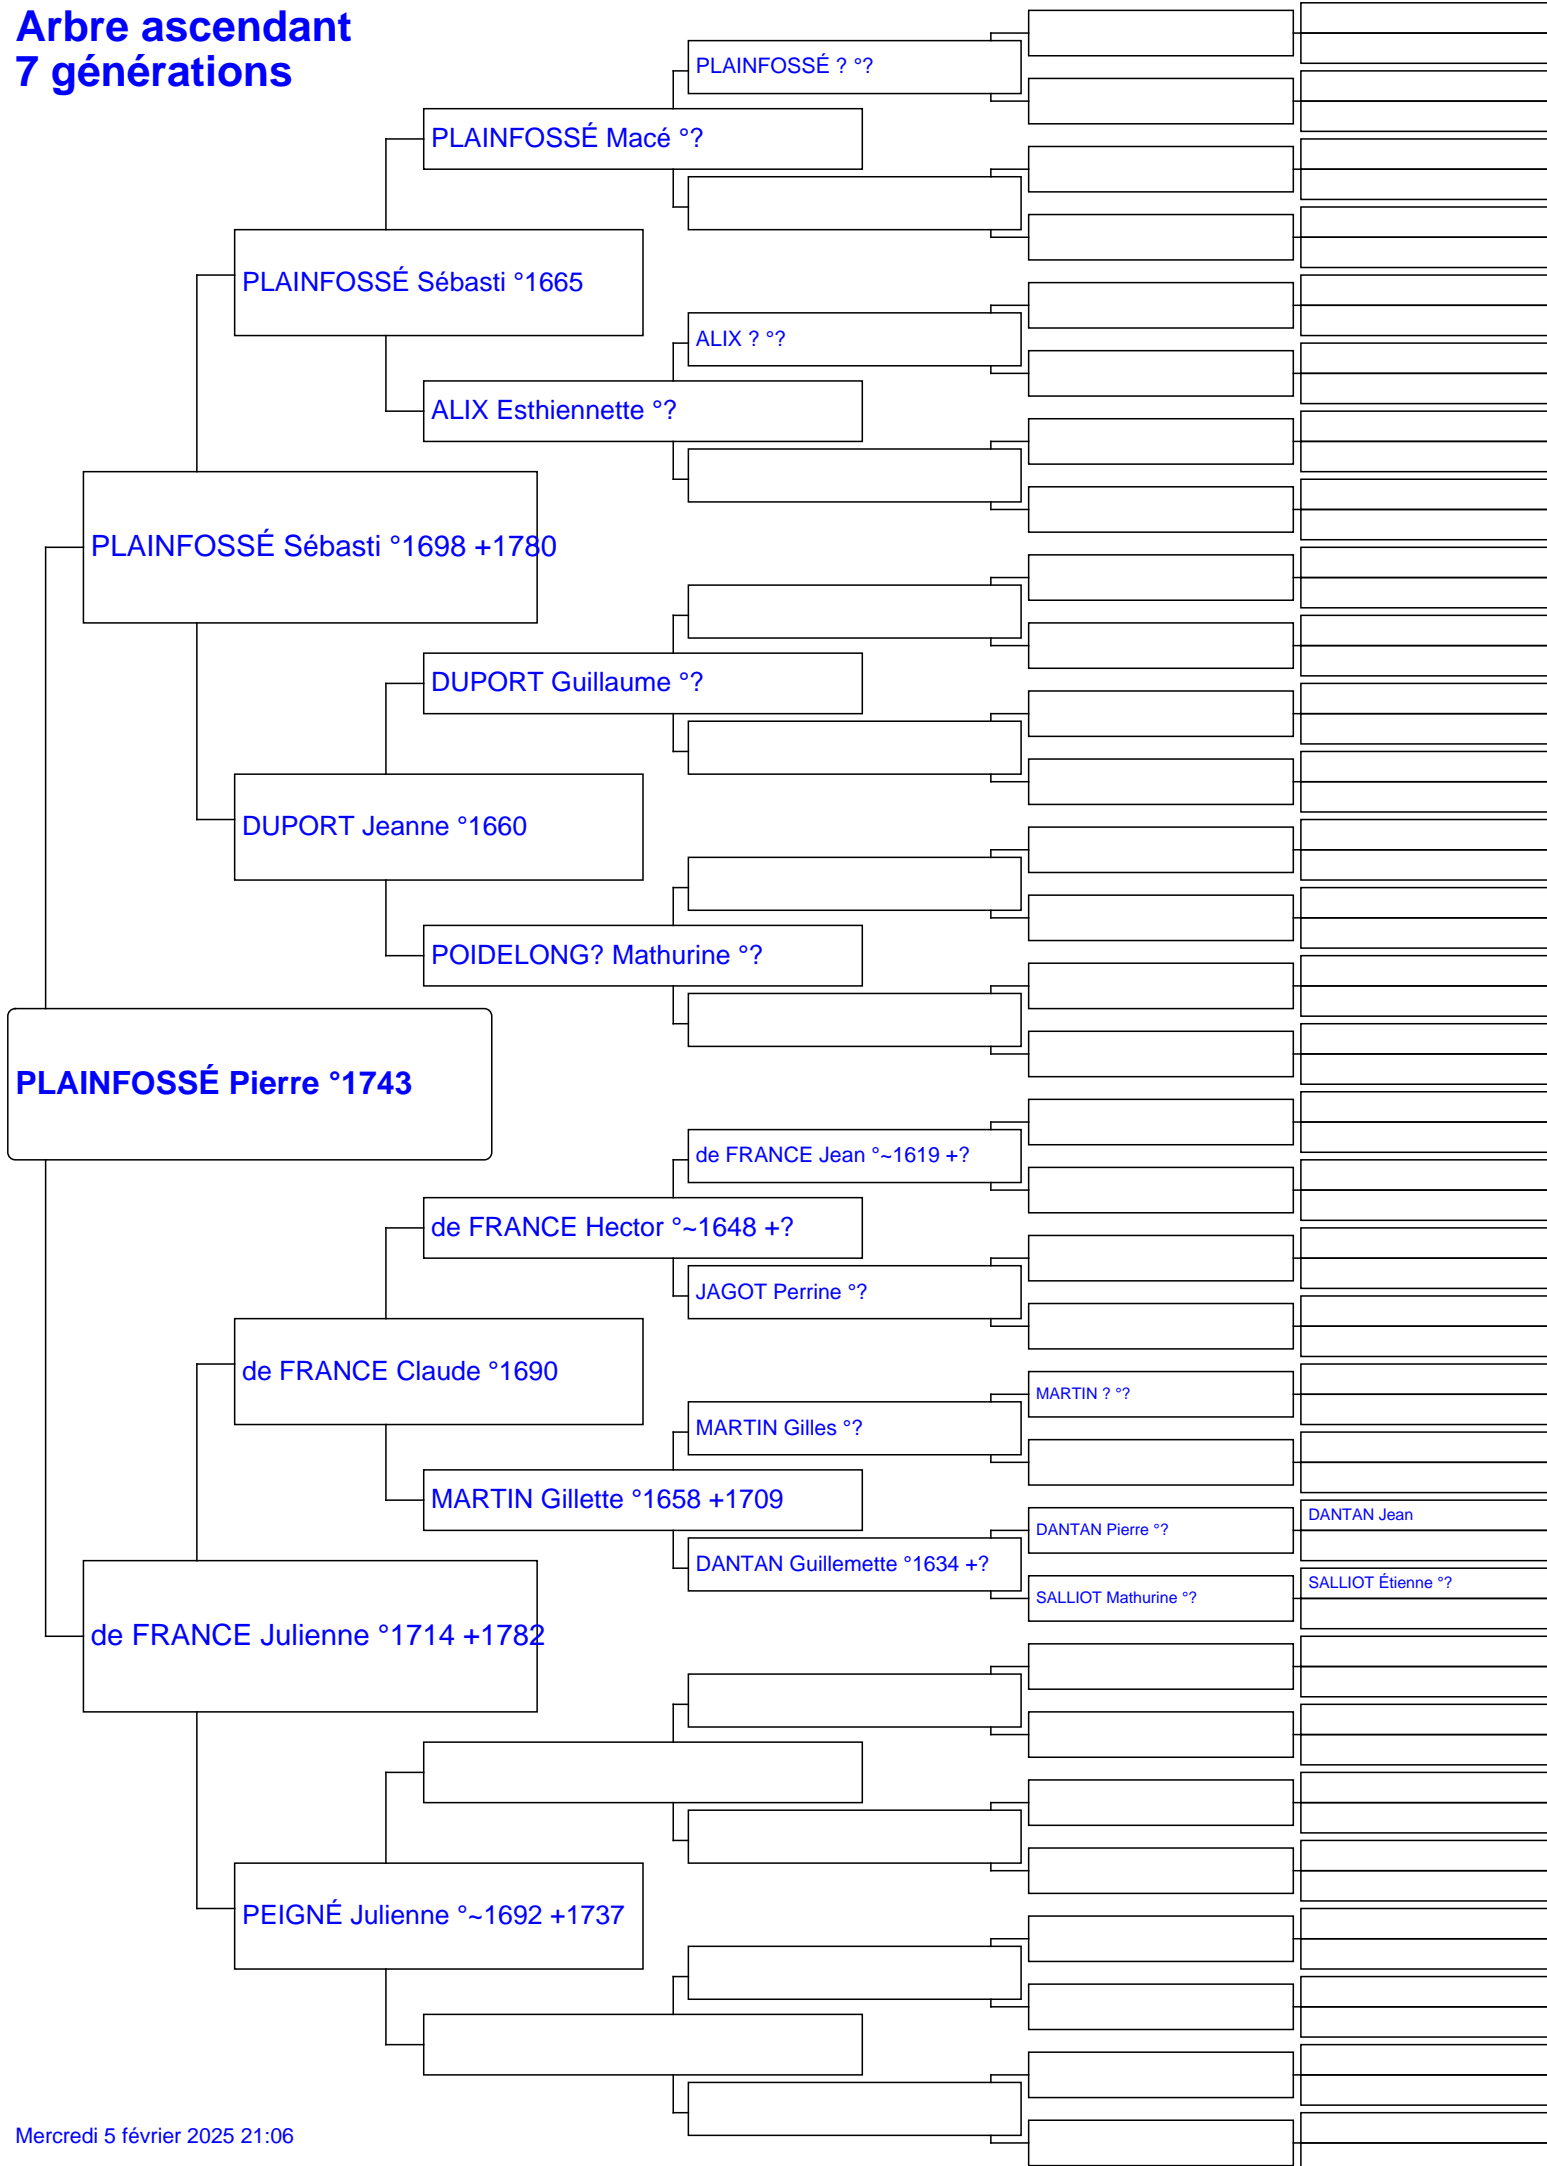 Arbre ascendant
7 générations
PLAINFOSSÉ ? °?
PLAINFOSSÉ Macé °?
PLAINFOSSÉ Sébasti °1665
ALIX ? °?
ALIX Esthiennette °?
PLAINFOSSÉ Sébasti °1698 +1780
DUPORT Guillaume °?
DUPORT Jeanne °1660
POIDELONG? Mathurine °?
PLAINFOSSÉ Pierre °1743
de FRANCE Jean °~1619 +?
de FRANCE Hector °~1648 +?
JAGOT Perrine °?
de FRANCE Claude °1690
MARTIN ? °?
MARTIN Gilles °?
MARTIN Gillette °1658 +1709
DANTAN Jean
DANTAN Pierre °?
DANTAN Guillemette °1634 +?
SALLIOT Étienne °?
SALLIOT Mathurine °?
de FRANCE Julienne °1714 +1782
PEIGNÉ Julienne °~1692 +1737
Mercredi 5 février 2025 21:06